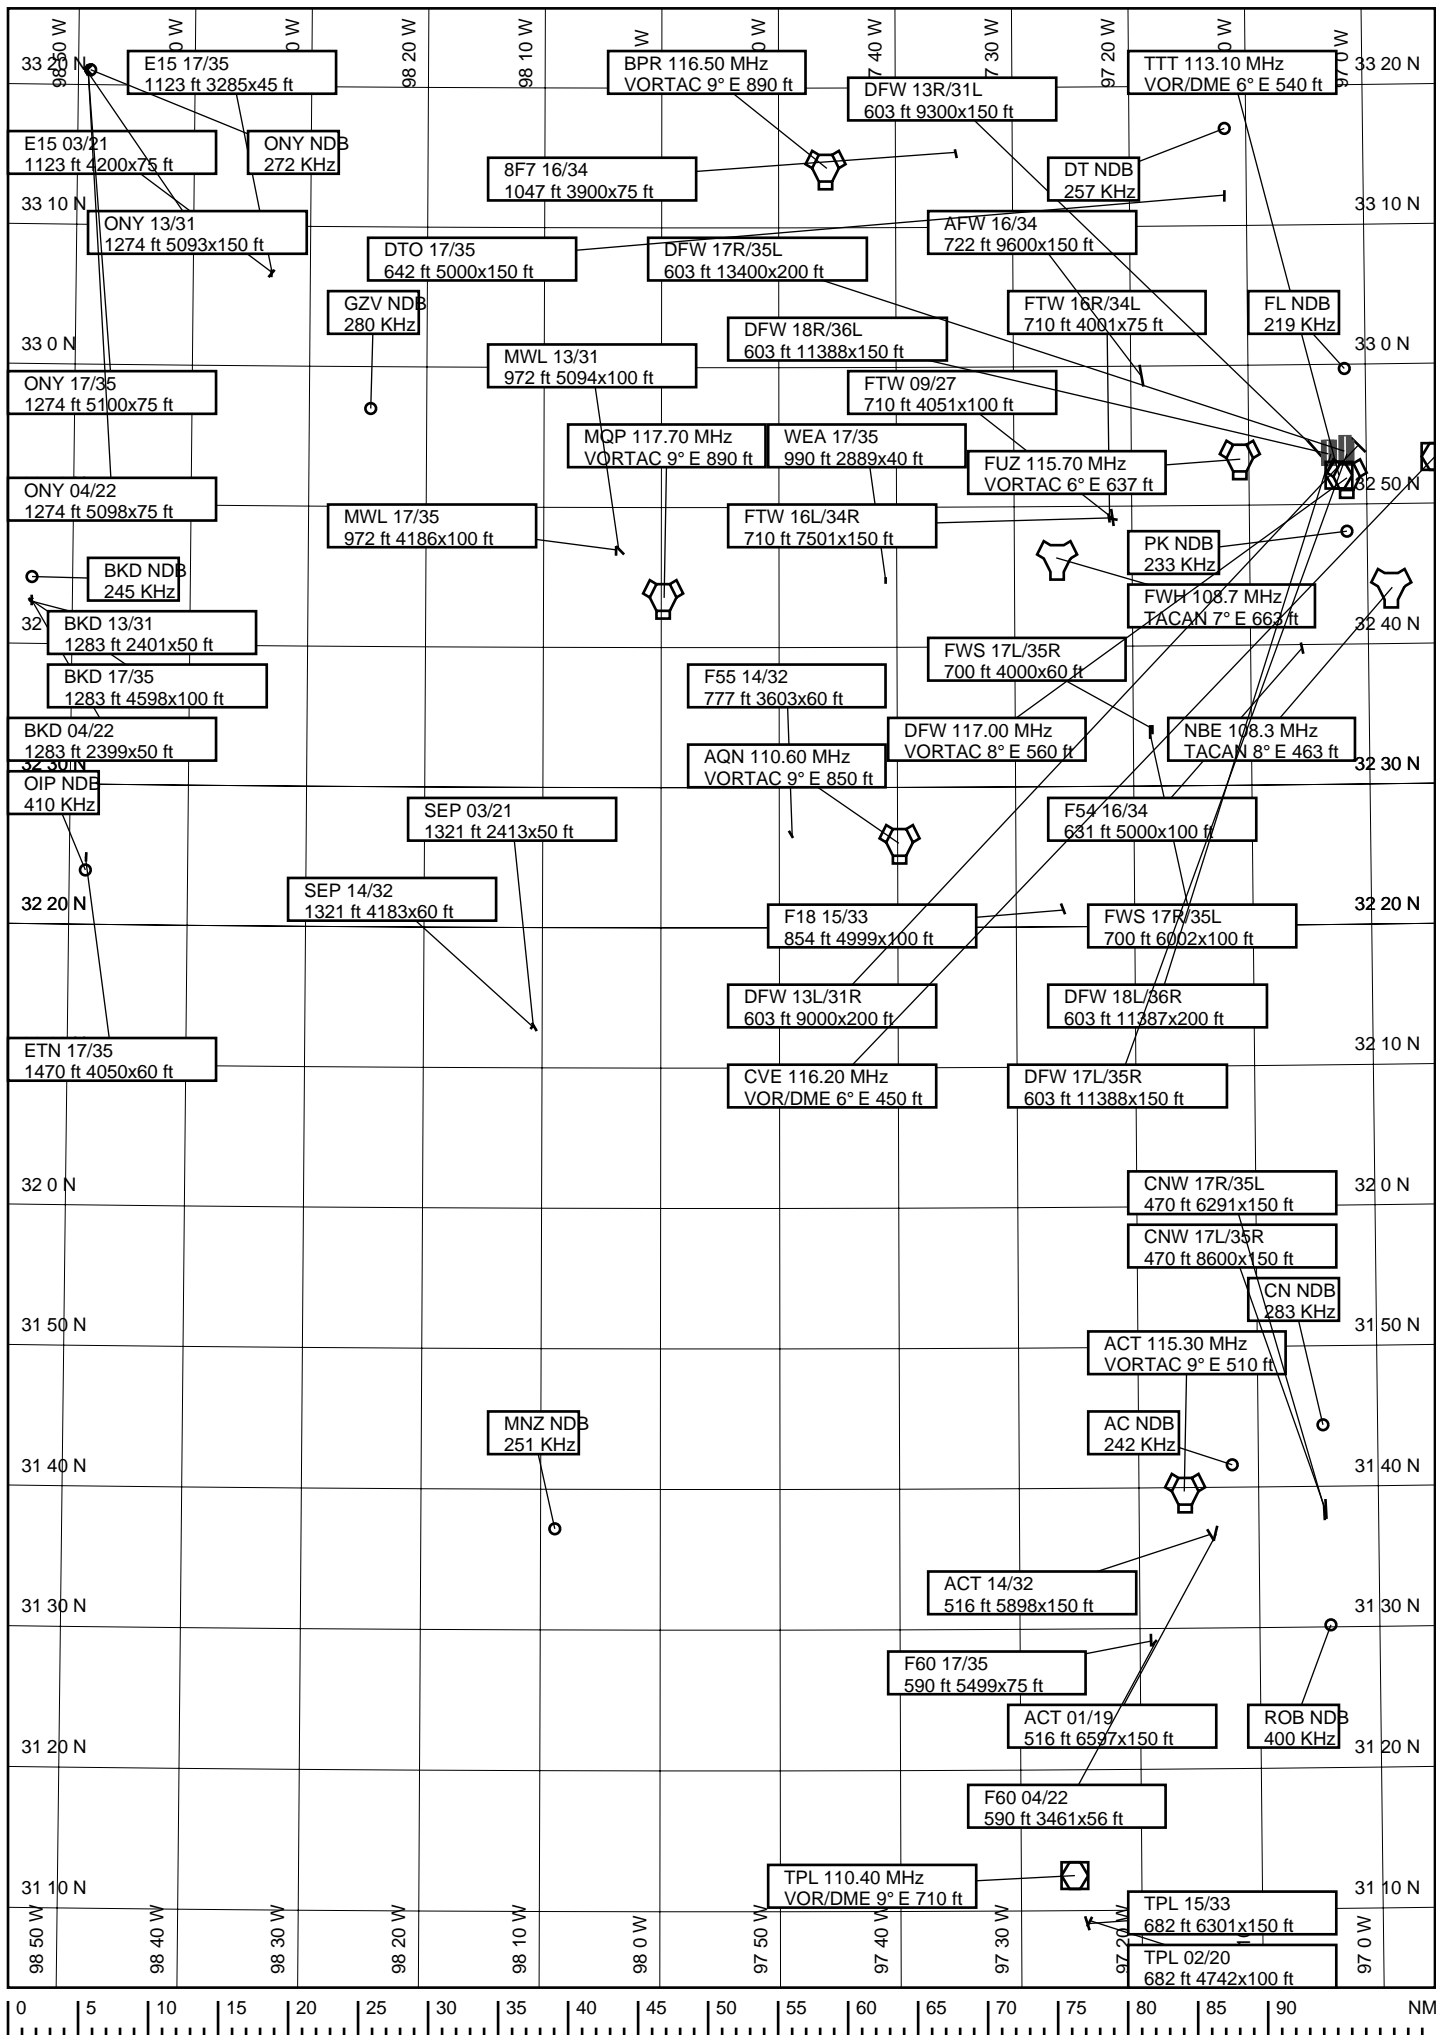 98 50 W
0 W
0 W
98 20 W
98 10 W
W
0 W
7 40 W
7 30 W
97 20 W
0 W
97 0 W
33 20 N
E15 17/35
1123 ft 3285x45 ft
BPR 116.50 MHz
VORTAC 9° E 890 ft
DFW 13R/31L
603 ft 9300x150 ft
TTT 113.10 MHz
VOR/DME 6° E 540 ft
33 20 N
E15 03/21
1123 ft 4200x75 ft
ONY NDB
272 KHz
8F7 16/34
1047 ft 3900x75 ft
DT NDB
257 KHz
33 10 N
33 10 N
ONY 13/31
1274 ft 5093x150 ft
DTO 17/35
642 ft 5000x150 ft
DFW 17R/35L
603 ft 13400x200 ft
AFW 16/34
722 ft 9600x150 ft
GZV NDB
280 KHz
FTW 16R/34L
710 ft 4001x75 ft
FL NDB
219 KHz
DFW 18R/36L
603 ft 11388x150 ft
33 0 N
33 0 N
MWL 13/31
972 ft 5094x100 ft
ONY 17/35
1274 ft 5100x75 ft
FTW 09/27
710 ft 4051x100 ft
MQP 117.70 MHz
VORTAC 9° E 890 ft
WEA 17/35
990 ft 2889x40 ft
FUZ 115.70 MHz
VORTAC 6° E 637 ft
32 50 N
ONY 04/22
1274 ft 5098x75 ft
MWL 17/35
972 ft 4186x100 ft
FTW 16L/34R
710 ft 7501x150 ft
PK NDB
233 KHz
BKD NDB
245 KHz
FWH 108.7 MHz
TACAN 7° E 663 ft
32
32 40 N
BKD 13/31
1283 ft 2401x50 ft
FWS 17L/35R
700 ft 4000x60 ft
BKD 17/35
1283 ft 4598x100 ft
F55 14/32
777 ft 3603x60 ft
BKD 04/22
1283 ft 2399x50 ft
DFW 117.00 MHz
VORTAC 8° E 560 ft
NBE 108.3 MHz
TACAN 8° E 463 ft
AQN 110.60 MHz
VORTAC 9° E 850 ft
32 30 N
32 30 N
OIP NDB
410 KHz
SEP 03/21
1321 ft 2413x50 ft
F54 16/34
631 ft 5000x100 ft
SEP 14/32
1321 ft 4183x60 ft
32 20 N
32 20 N
F18 15/33
854 ft 4999x100 ft
FWS 17R/35L
700 ft 6002x100 ft
DFW 13L/31R
603 ft 9000x200 ft
DFW 18L/36R
603 ft 11387x200 ft
32 10 N
ETN 17/35
1470 ft 4050x60 ft
CVE 116.20 MHz
VOR/DME 6° E 450 ft
DFW 17L/35R
603 ft 11388x150 ft
32 0 N
32 0 N
CNW 17R/35L
470 ft 6291x150 ft
CNW 17L/35R
470 ft 8600x150 ft
CN NDB
283 KHz
31 50 N
31 50 N
ACT 115.30 MHz
VORTAC 9° E 510 ft
MNZ NDB
251 KHz
AC NDB
242 KHz
31 40 N
31 40 N
ACT 14/32
516 ft 5898x150 ft
31 30 N
31 30 N
F60 17/35
590 ft 5499x75 ft
ACT 01/19
516 ft 6597x150 ft
ROB NDB
400 KHz
31 20 N
31 20 N
F60 04/22
590 ft 3461x56 ft
TPL 110.40 MHz
VOR/DME 9° E 710 ft
31 10 N
31 10 N
TPL 15/33
682 ft 6301x150 ft
TPL 02/20
682 ft 4742x100 ft
98 50 W
98 40 W
98 30 W
98 20 W
98 10 W
98 0 W
97 50 W
97 40 W
97 30 W
97 20 W
97 0 W
0 5 10 15 20 25 30 35 40 45 50 55 60 65 70 75 80 85 90 NM